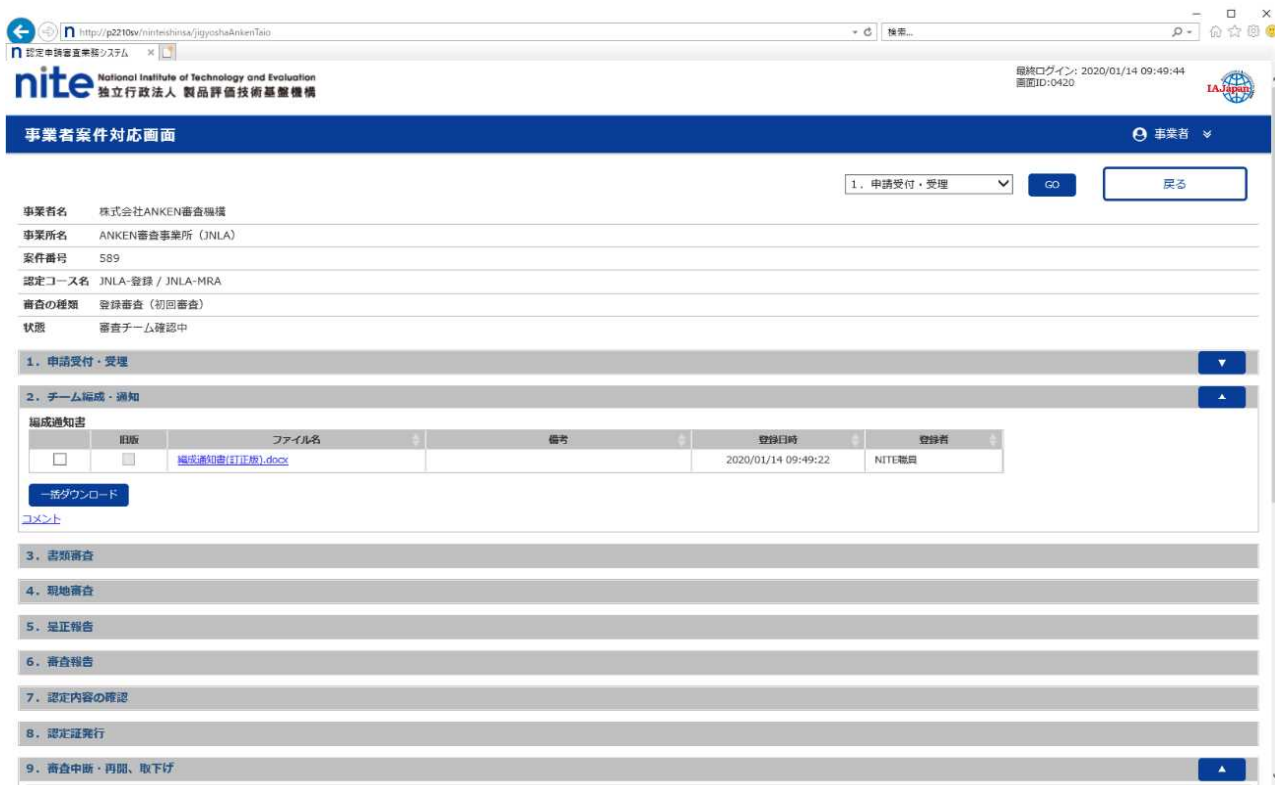 http://p2210sv/ninteishinsa/jigyoshaAnkenTaio
検索...
認定申請審査業務システム
nite National Institute of Technology and Evaluation
独立行政法人 製品評価技術基盤機構
最終ログイン: 2020/01/14 09:49:44
画面ID:0420
IAJapan
事業者案件対応画面
事業者
1. 申請受付・受理
GO
戻る
事業者名 株式会社ANKEN審査機構
事業所名 ANKEN審査事業所（JNLA）
案件番号 589
認定コース名 JNLA-登録 / JNLA-MRA
審査の種類 登録審査（初回審査）
状態 審査チーム確認中
1. 申請受付・受理
2. チーム編成・通知
編成通知書
旧版 ファイル名 備考 登録日時 登録者
編成通知書(訂正版).docx 2020/01/14 09:49:22 NITE職員
一括ダウンロード
コメント
3. 書類審査
4. 現地審査
5. 是正報告
6. 審査報告
7. 認定内容の確認
8. 認定証発行
9. 審査中断・再開、取下げ